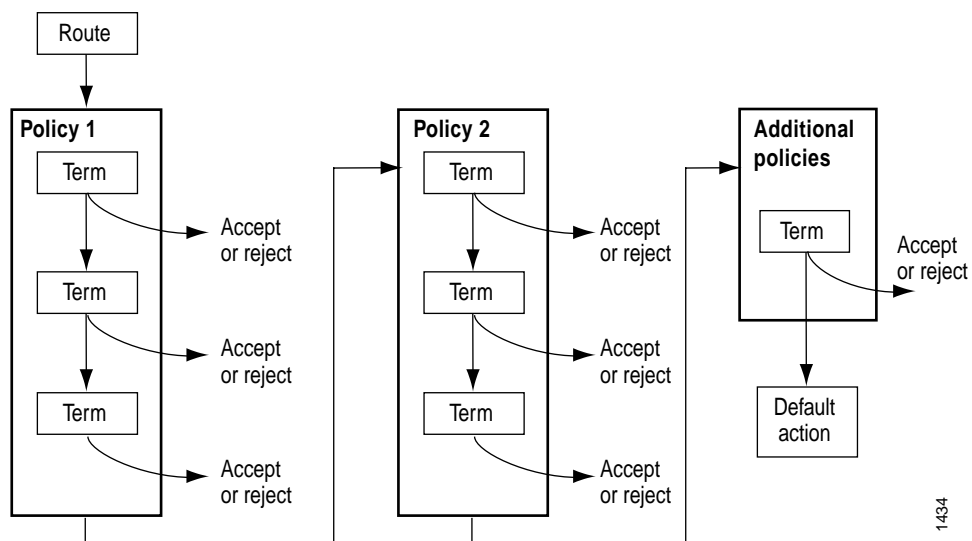 Route
Policy 1
Term
Accept
or reject
Term
Accept
or reject
Term
Accept
or reject
Policy 2
Term
Accept
or reject
Term
Accept
or reject
Term
Accept
or reject
Additional
policies
Term
Accept
or reject
Default
action
1434